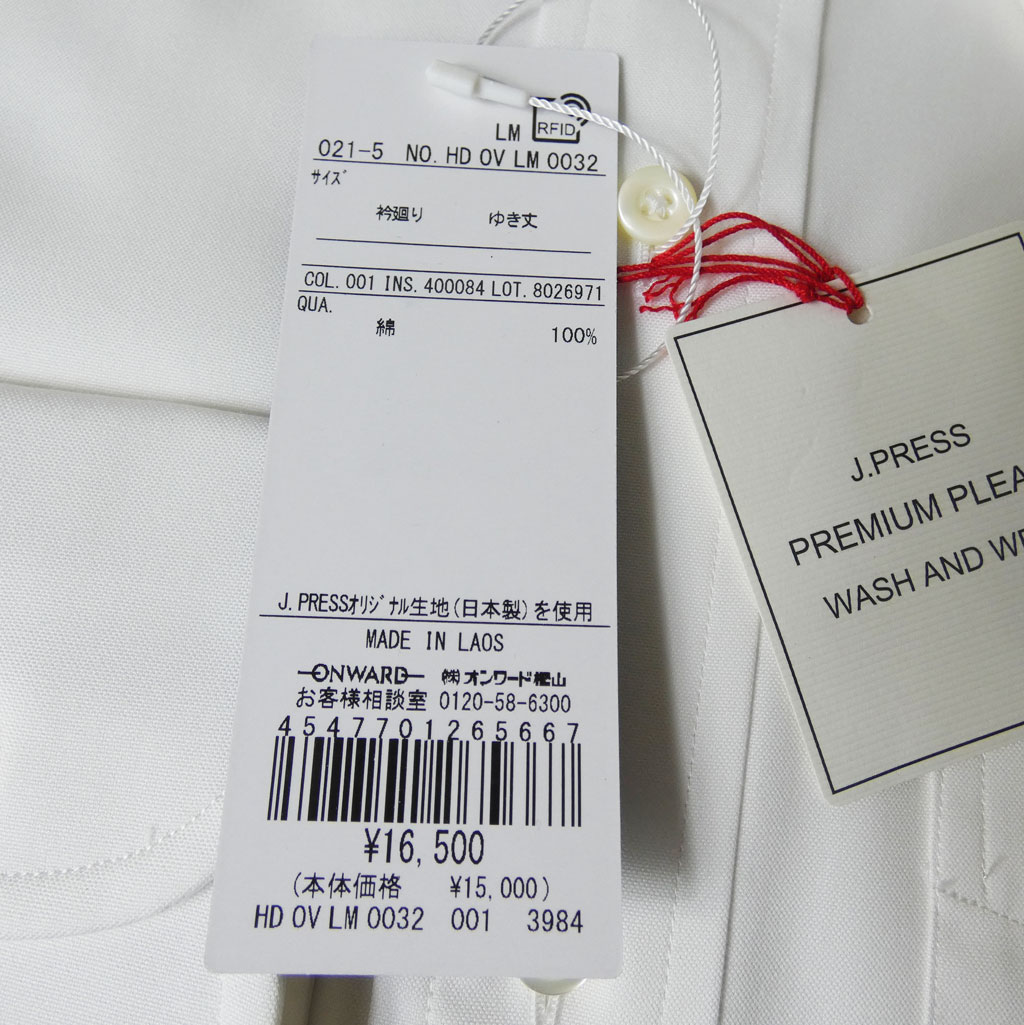 RFID
LM
021-5 NO. HD OV LM 0032
サイズ
衿廻り ゆき丈
COL. 001 INS. 400084 LOT. 8026971
QUA.
綿 100%
J. PRESSオリジナル生地(日本製)を使用
MADE IN LAOS
ONWARD ㈱オンワード樫山
お客様相談室 0120-58-6300
4547701265667
¥16,500
(本体価格 ¥15,000)
HD OV LM 0032 001 3984
J.PRESS
PREMIUM PLEA
WASH AND WE